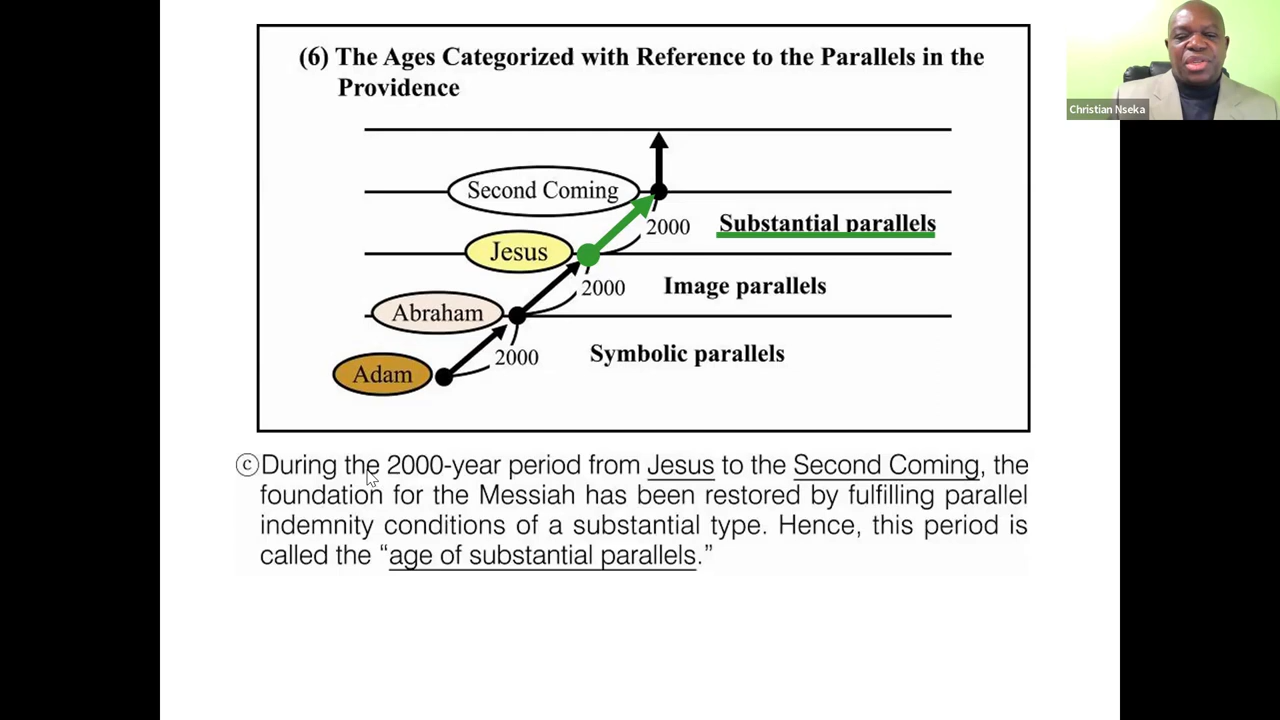 (6) The Ages Categorized with Reference to the Parallels in the
Providence
Christian Nseka
Second Coming
2000
Substantial parallels
Jesus
2000
Image parallels
Abraham
2000
Symbolic parallels
Adam
ⓒDuring the 2000-year period from Jesus to the Second Coming, the
foundation for the Messiah has been restored by fulfilling parallel
indemnity conditions of a substantial type. Hence, this period is
called the “age of substantial parallels.”